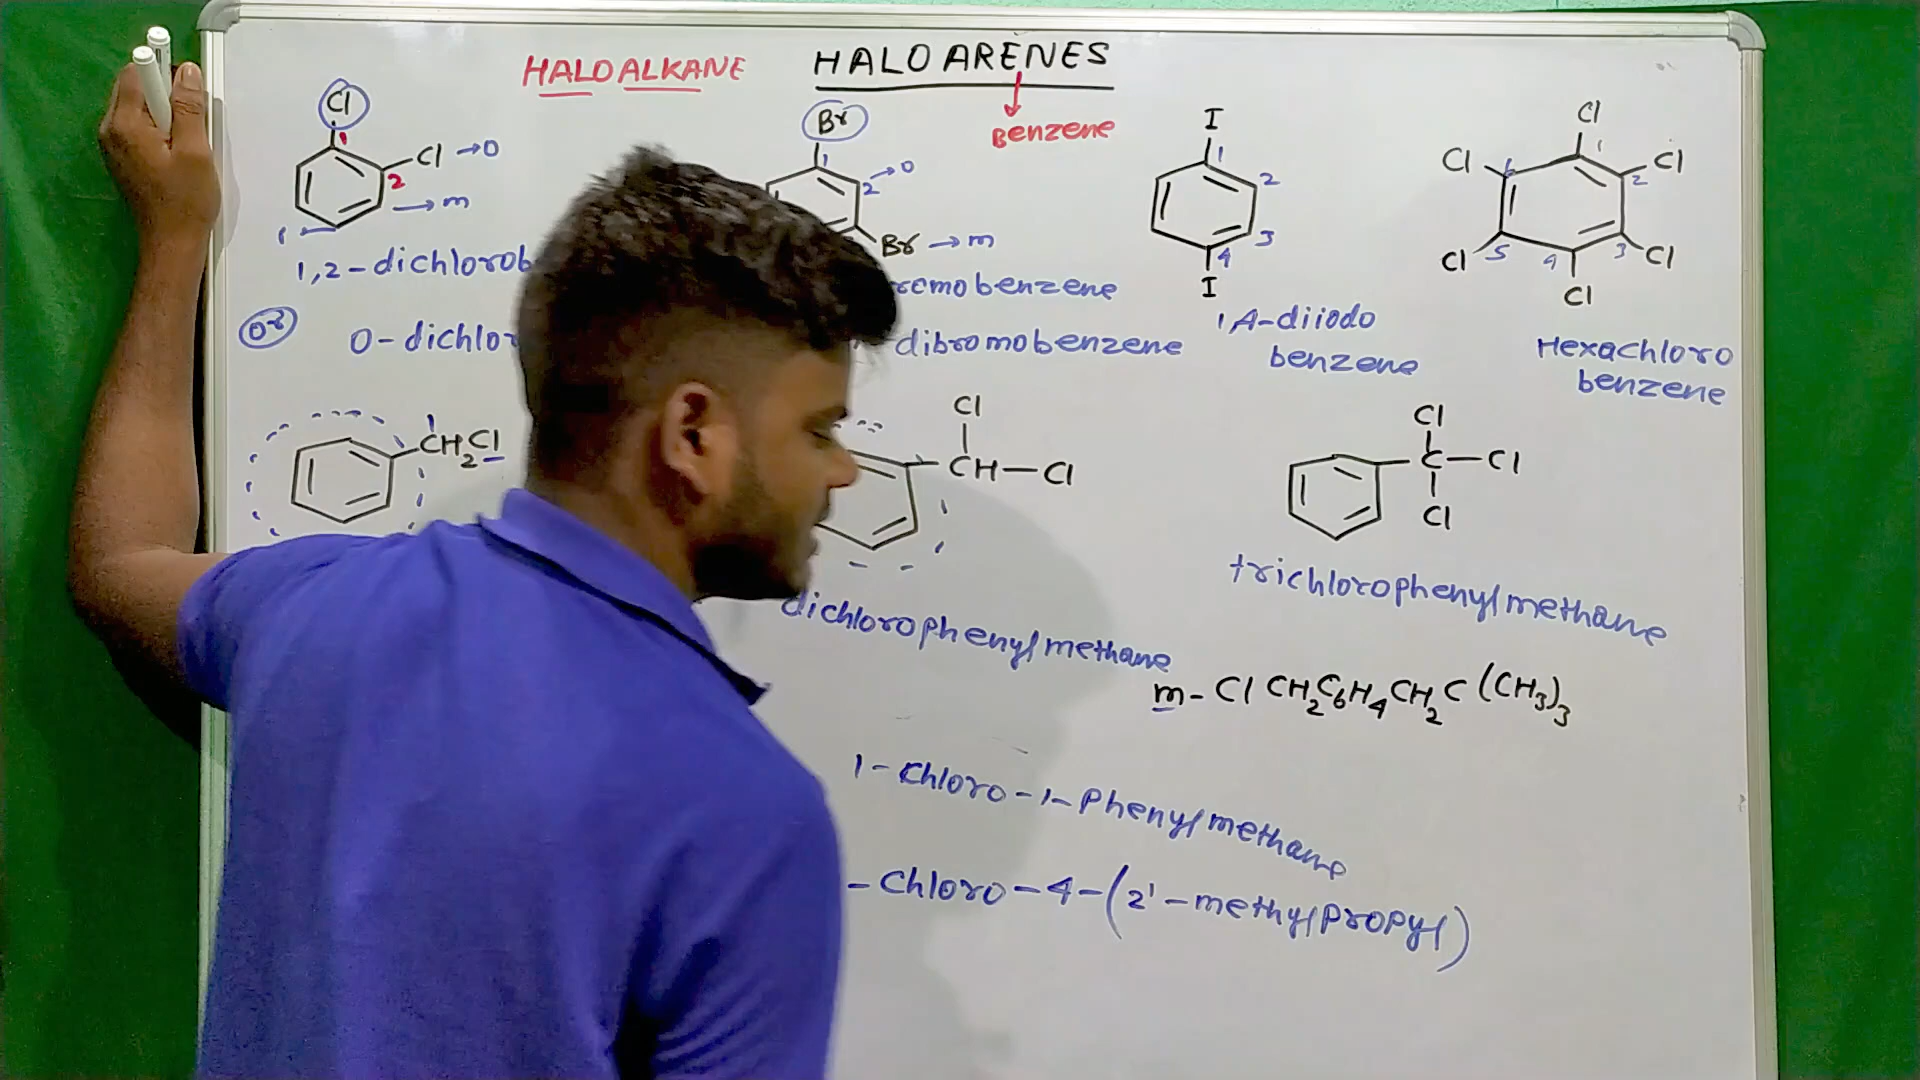 HALOALKANE HALOARENES
Benzene
Cl
1
Cl → O
2
→ m
1,2-dichlorob
O-dichlor
Br
1
2 → O
Br → m
romobenzene
dibromobenzene
I
1
2
3
4
I
1,4-diiodo
benzene
Cl
Cl 6 1 Cl
2
Cl 5 4 3 Cl
Cl
Hexachloro
benzene
CH2Cl
Cl
CH-Cl
dichlorophenylmethane
Cl
C-Cl
Cl
trichlorophenylmethane
m-ClCH2C6H4CH2C(CH3)3
1-Chloro-1-Phenylmethane
-Chloro-4-(2'-methylpropyl)